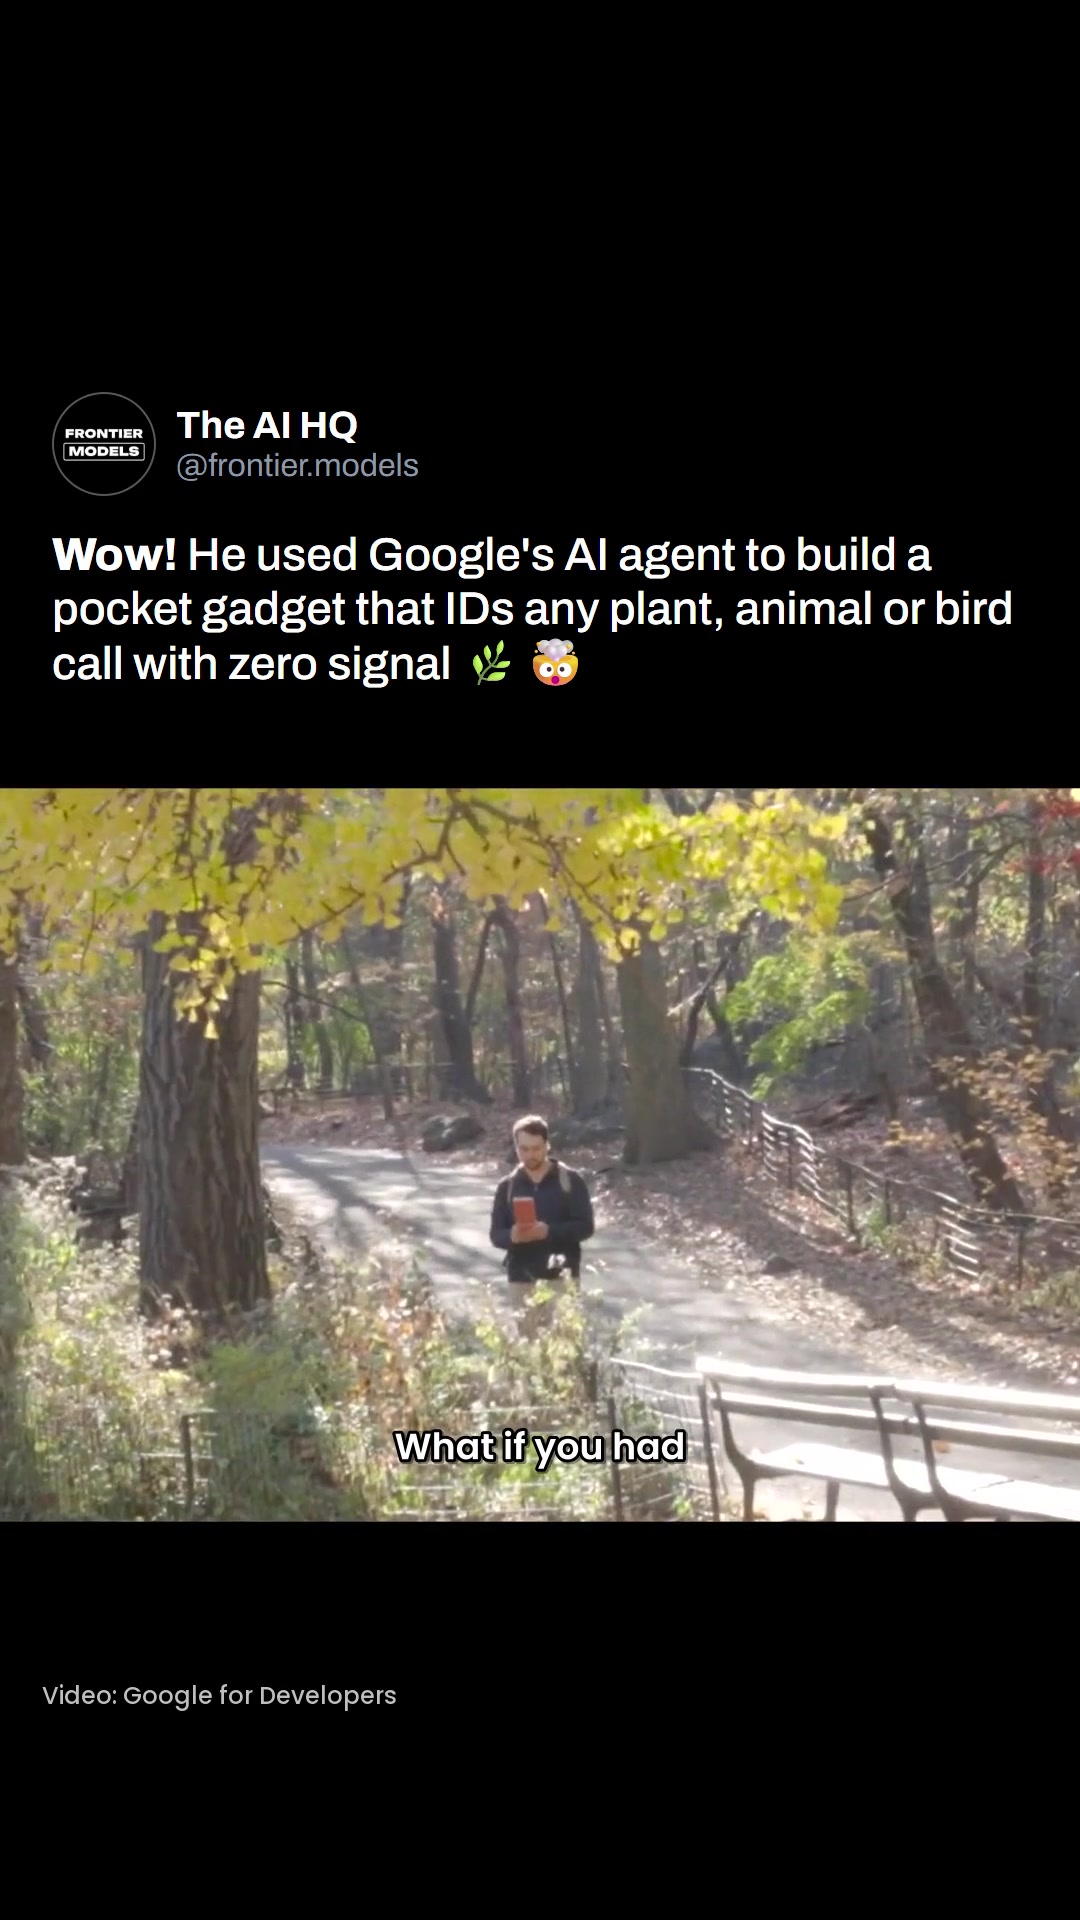 FRONTIER
MODELS
The AI HQ
@frontier.models
Wow! He used Google's AI agent to build a
pocket gadget that IDs any plant, animal or bird
call with zero signal 🌿 🤯
What if you had
Video: Google for Developers